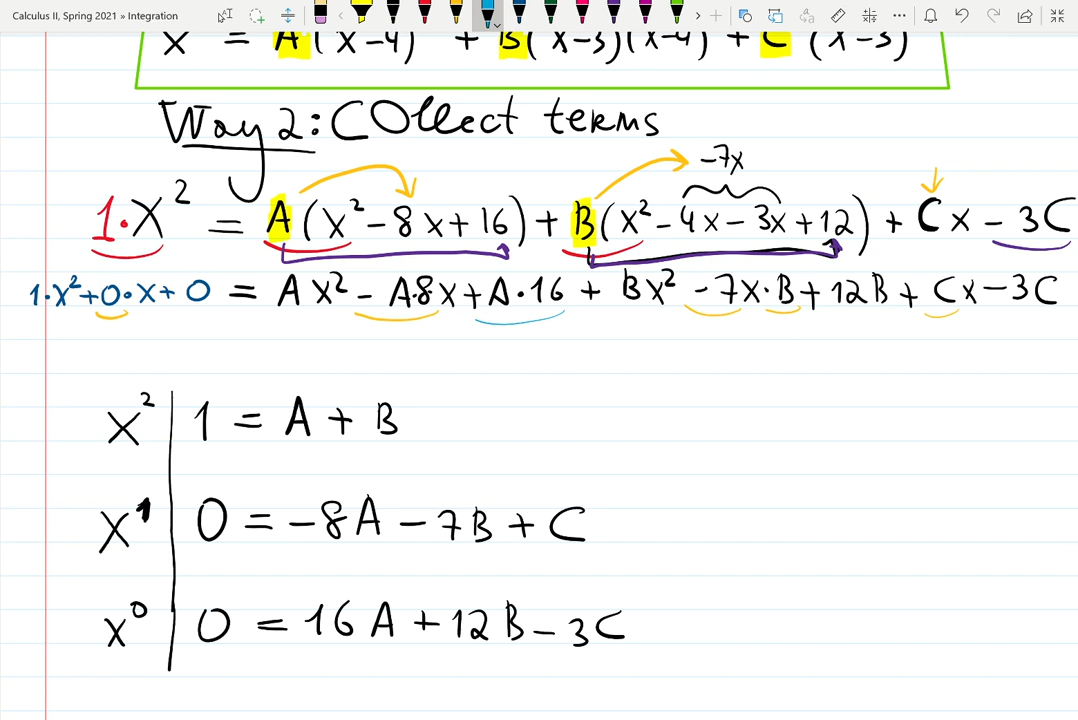 Calculus II, Spring 2021 » Integration
x = A (x-4) + B(x-3)(x-4) + C (x-3)
Way 2: Collect terms
-7x
1·x² = A(x²-8x+16)+B(x²-4x-3x+12)+Cx-3C
1·x²+0·x+0 = Ax²-A·8x+A·16+Bx²-7x·B+12B+Cx-3C
x² | 1 = A + B
x¹ | 0 = -8A - 7B + C
x⁰ | 0 = 16A + 12B - 3C